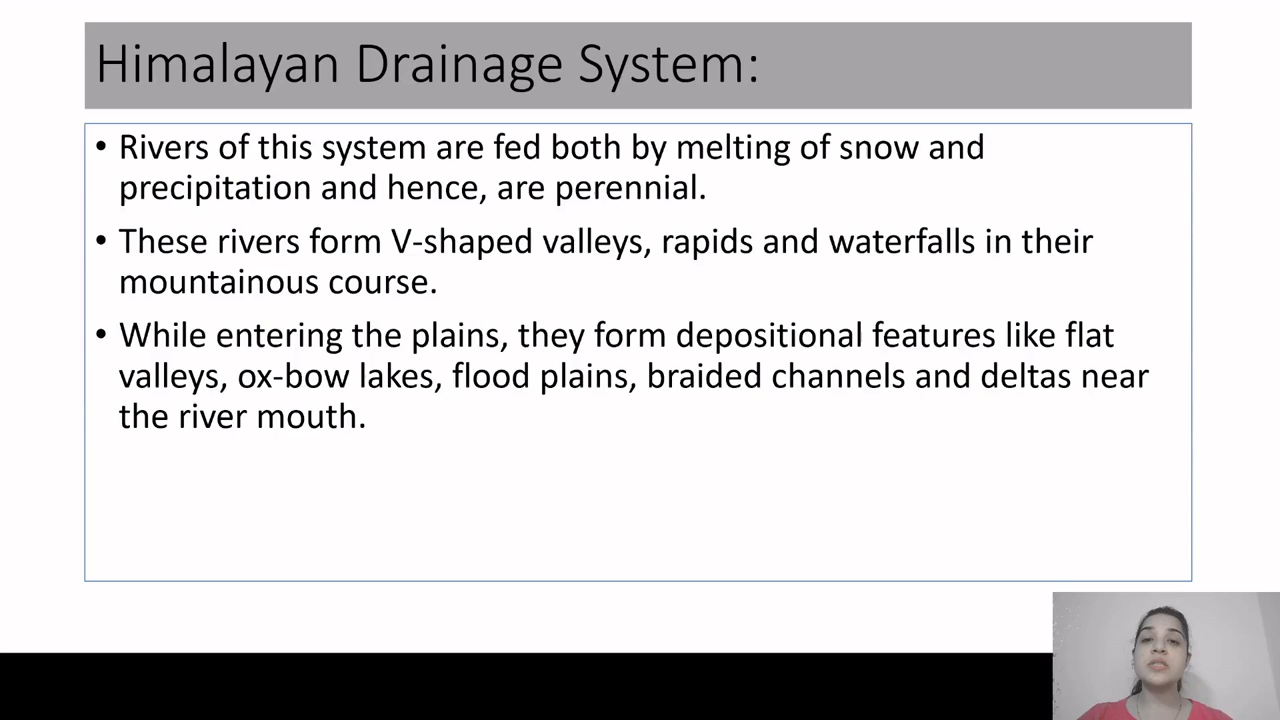 Himalayan Drainage System:
• Rivers of this system are fed both by melting of snow and
precipitation and hence, are perennial.
• These rivers form V-shaped valleys, rapids and waterfalls in their
mountainous course.
• While entering the plains, they form depositional features like flat
valleys, ox-bow lakes, flood plains, braided channels and deltas near
the river mouth.